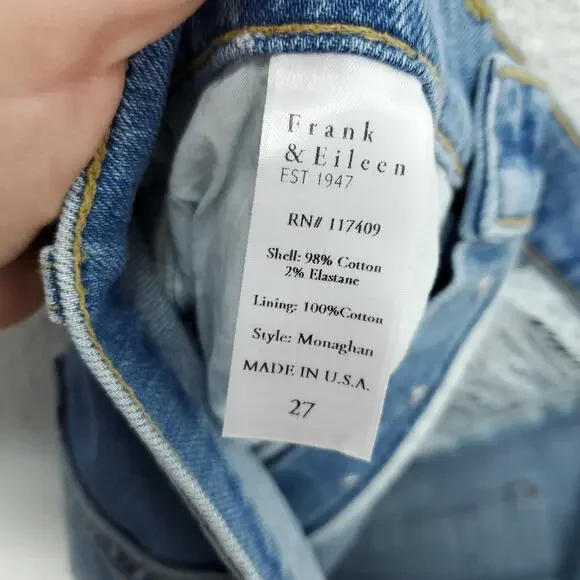 Frank
& Eileen
EST 1947
RN# 117409
Shell: 98% Cotton
2% Elastane
Lining: 100%Cotton
Style: Monaghan
MADE IN U.S.A.
27